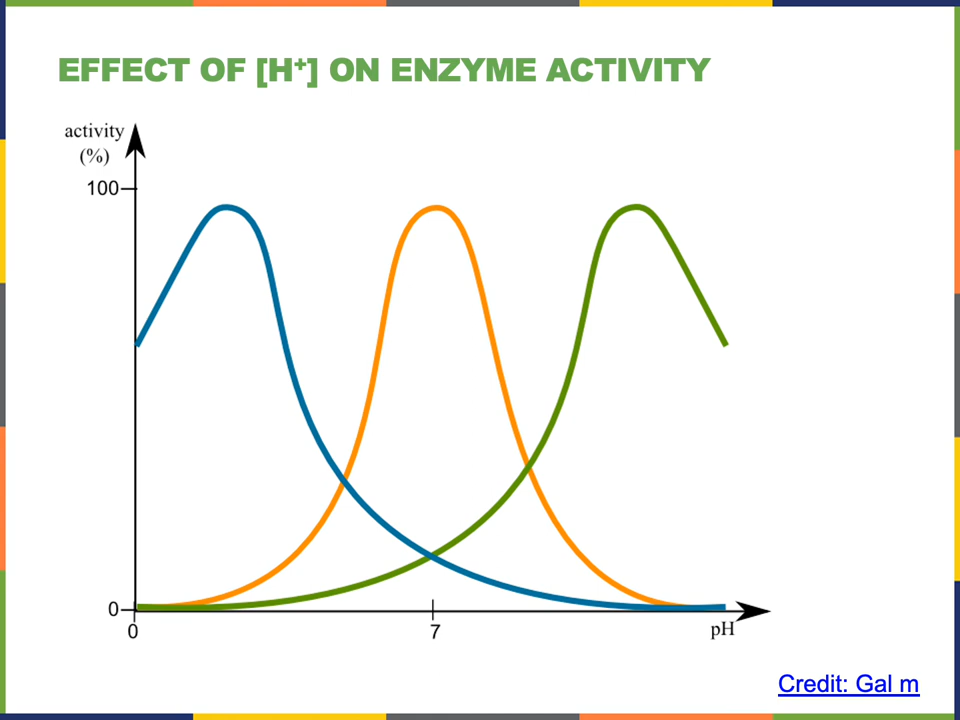 EFFECT OF [H⁺] ON ENZYME ACTIVITY
activity
(%)
100
0
0
7
pH
Credit: Gal m